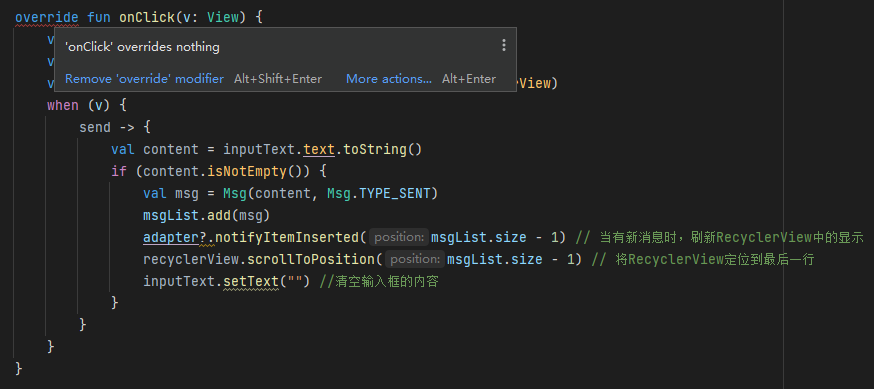 override fun onClick(v: View) {
v
'onClick' overrides nothing
v
Remove 'override' modifier Alt+Shift+Enter More actions... Alt+Enter
v View)
when (v) {
send -> {
val content = inputText.text.toString()
if (content.isNotEmpty()) {
val msg = Msg(content, Msg.TYPE_SENT)
msgList.add(msg)
adapter?.notifyItemInserted( position: msgList.size - 1) // 当有新消息时，刷新RecyclerView中的显示
recyclerView.scrollToPosition( position: msgList.size - 1) // 将RecyclerView定位到最后一行
inputText.setText("") //清空输入框的内容
}
}
}
}